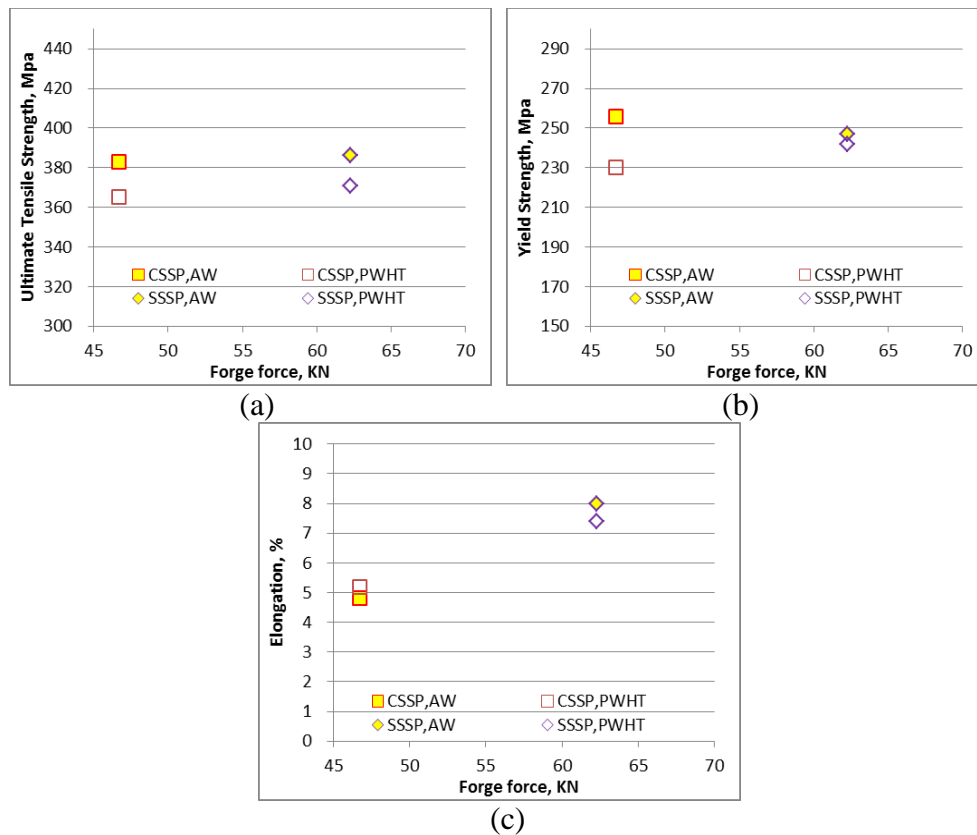 Ultimate Tensile Strength, Mpa
440
420
400
380
360
340
320
300
CSSP,AW CSSP,PWHT
SSSP,AW SSSP,PWHT
45 50 55 60 65 70
Forge force, KN
(a)
Yield Strength, Mpa
290
270
250
230
210
190
170
150
CSSP,AW CSSP,PWHT
SSSP,AW SSSP,PWHT
45 50 55 60 65 70
Forge force, KN
(b)
Elongation, %
10
9
8
7
6
5
4
3
2
1
0
CSSP,AW CSSP,PWHT
SSSP,AW SSSP,PWHT
45 50 55 60 65 70
Forge force, KN
(c)